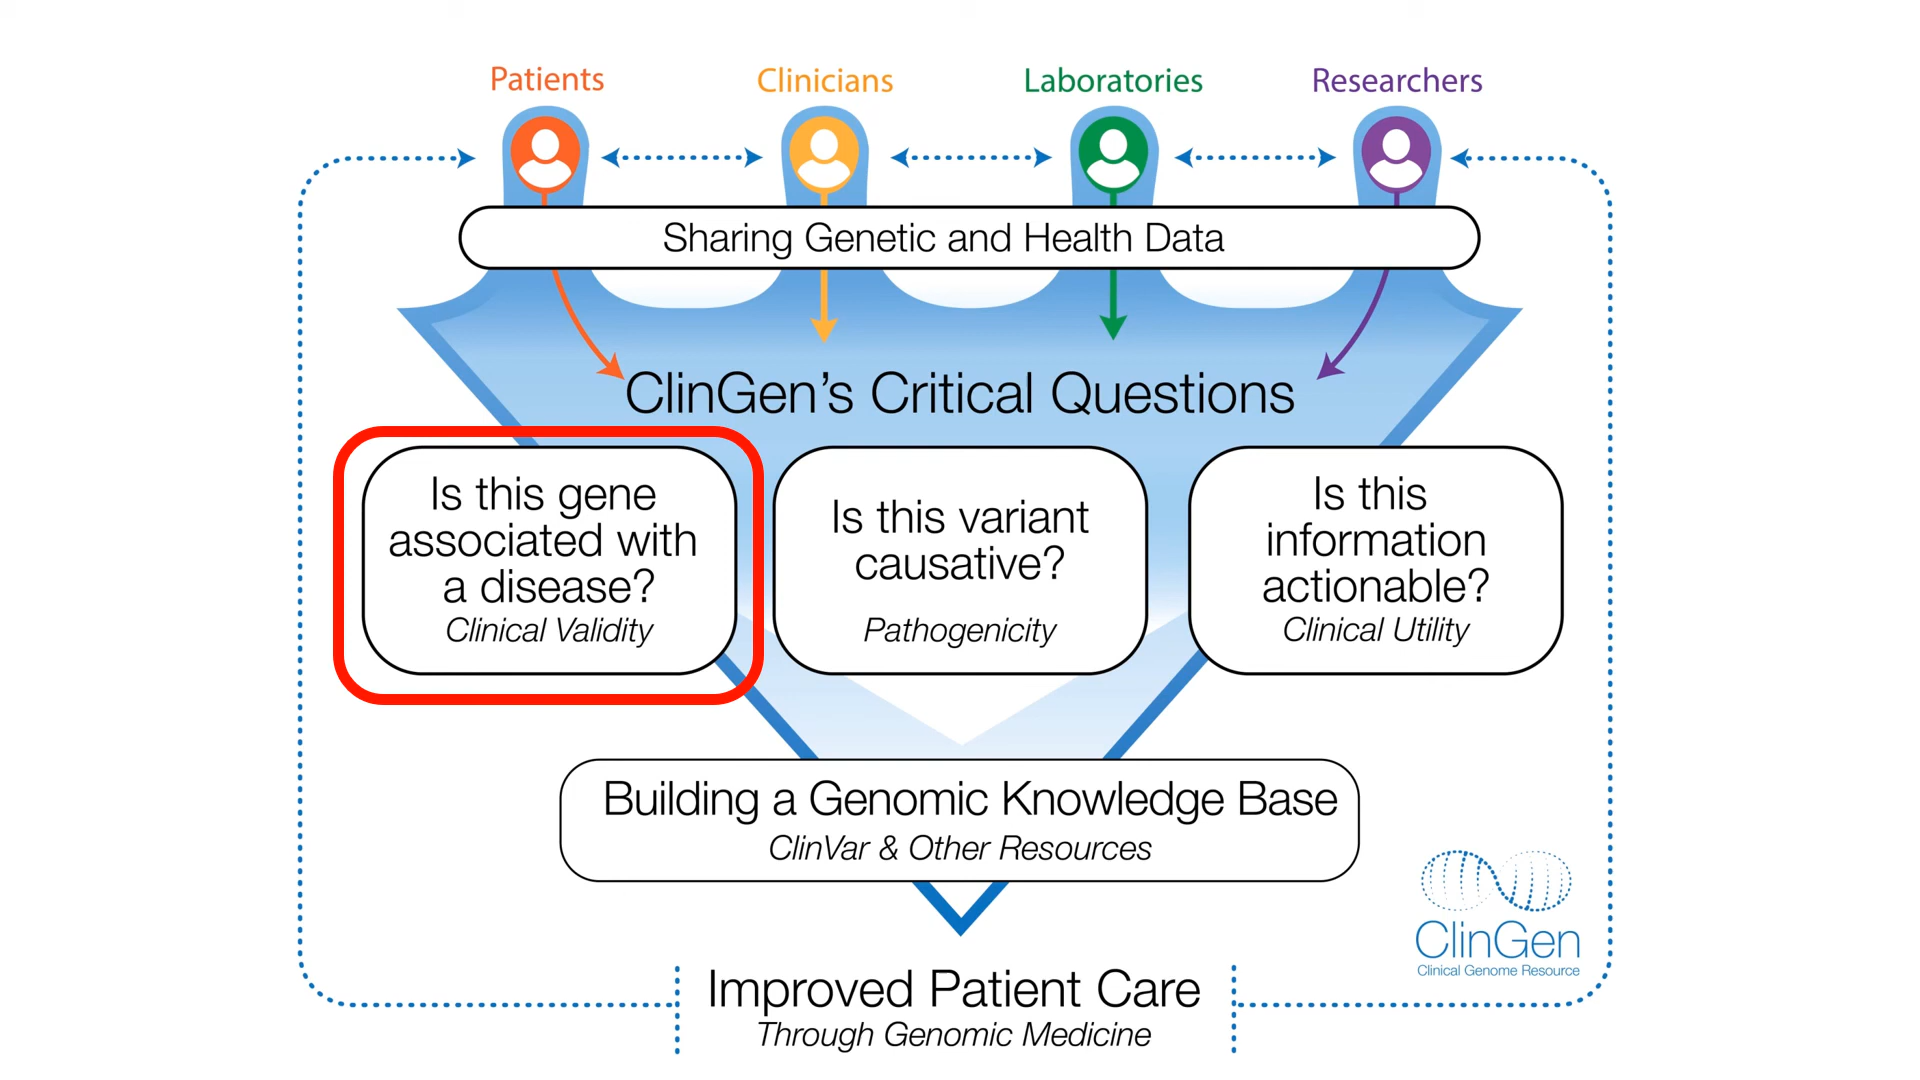 Patients
Clinicians
Laboratories
Researchers
Sharing Genetic and Health Data
ClinGen’s Critical Questions
Is this gene
associated with
a disease?
Clinical Validity
Is this variant
causative?
Pathogenicity
Is this
information
actionable?
Clinical Utility
Building a Genomic Knowledge Base
ClinVar & Other Resources
ClinGen
Clinical Genome Resource
Improved Patient Care
Through Genomic Medicine